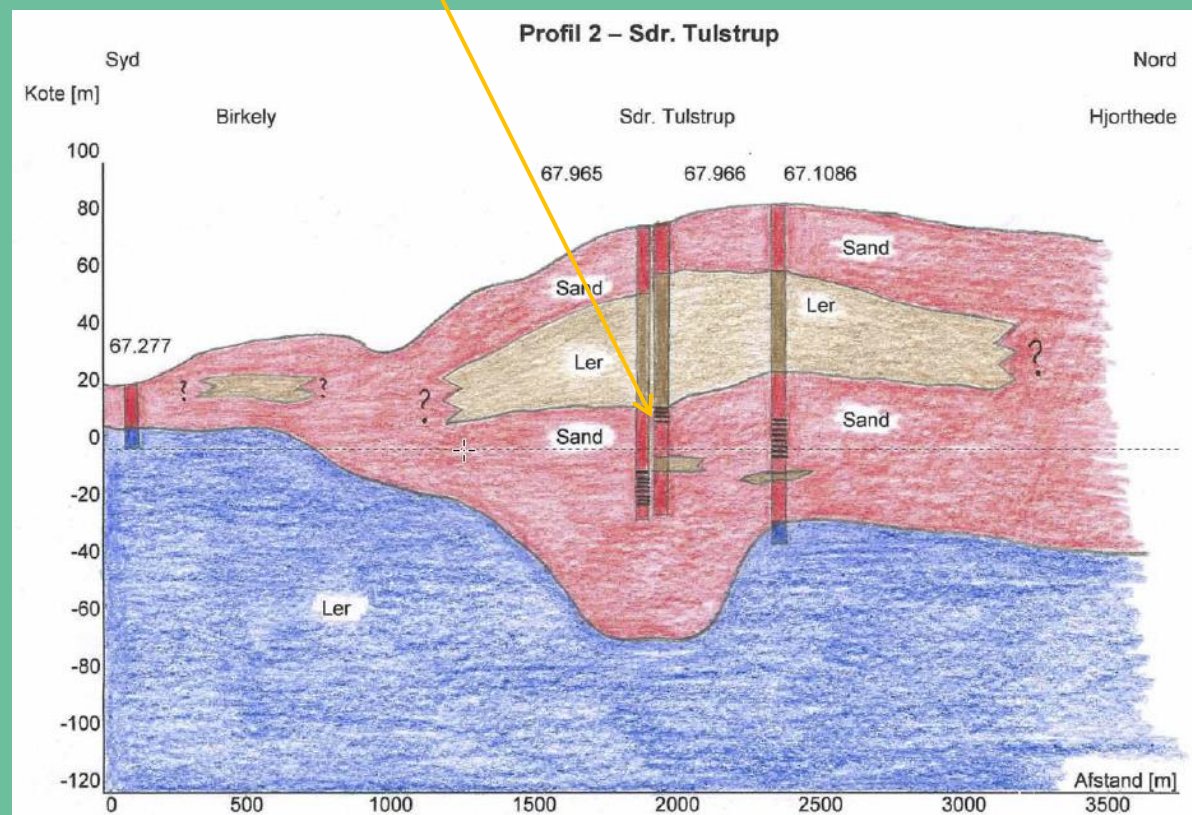 Profil 2 – Sdr. Tulstrup
Syd
Nord
Kote [m]
Birkely
Sdr. Tulstrup
Hjorthede
100
67.965
67.966
67.1086
80
Sand
Sand
60
Ler
40
67.277
Ler
?
20
?
?
?
Sand
Sand
0
-20
-40
Ler
-60
-80
-100
-120
Afstand [m]
0
500
1000
1500
2000
2500
3000
3500